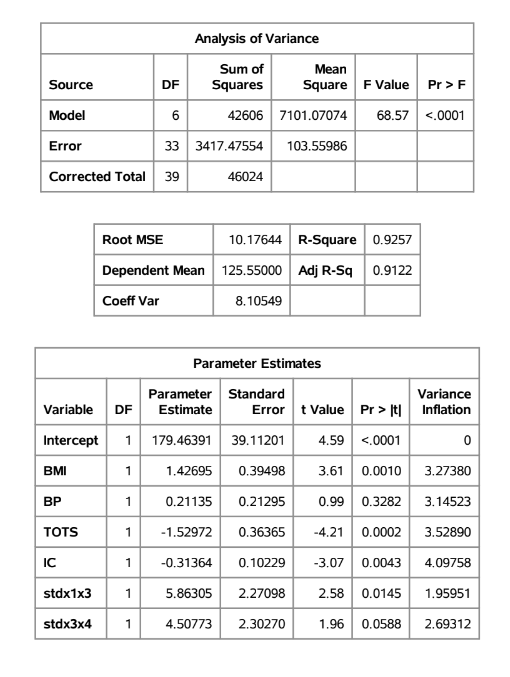 Analysis of Variance
Source DF Sum of Squares Mean Square F Value Pr > F
Model 6 42606 7101.07074 68.57 <.0001
Error 33 3417.47554 103.55986
Corrected Total 39 46024
Root MSE 10.17644 R-Square 0.9257
Dependent Mean 125.55000 Adj R-Sq 0.9122
Coeff Var 8.10549
Parameter Estimates
Variable DF Parameter Estimate Standard Error t Value Pr > |t| Variance Inflation
Intercept 1 179.46391 39.11201 4.59 <.0001 0
BMI 1 1.42695 0.39498 3.61 0.0010 3.27380
BP 1 0.21135 0.21295 0.99 0.3282 3.14523
TOTS 1 -1.52972 0.36365 -4.21 0.0002 3.52890
IC 1 -0.31364 0.10229 -3.07 0.0043 4.09758
stdx1x3 1 5.86305 2.27098 2.58 0.0145 1.95951
stdx3x4 1 4.50773 2.30270 1.96 0.0588 2.69312